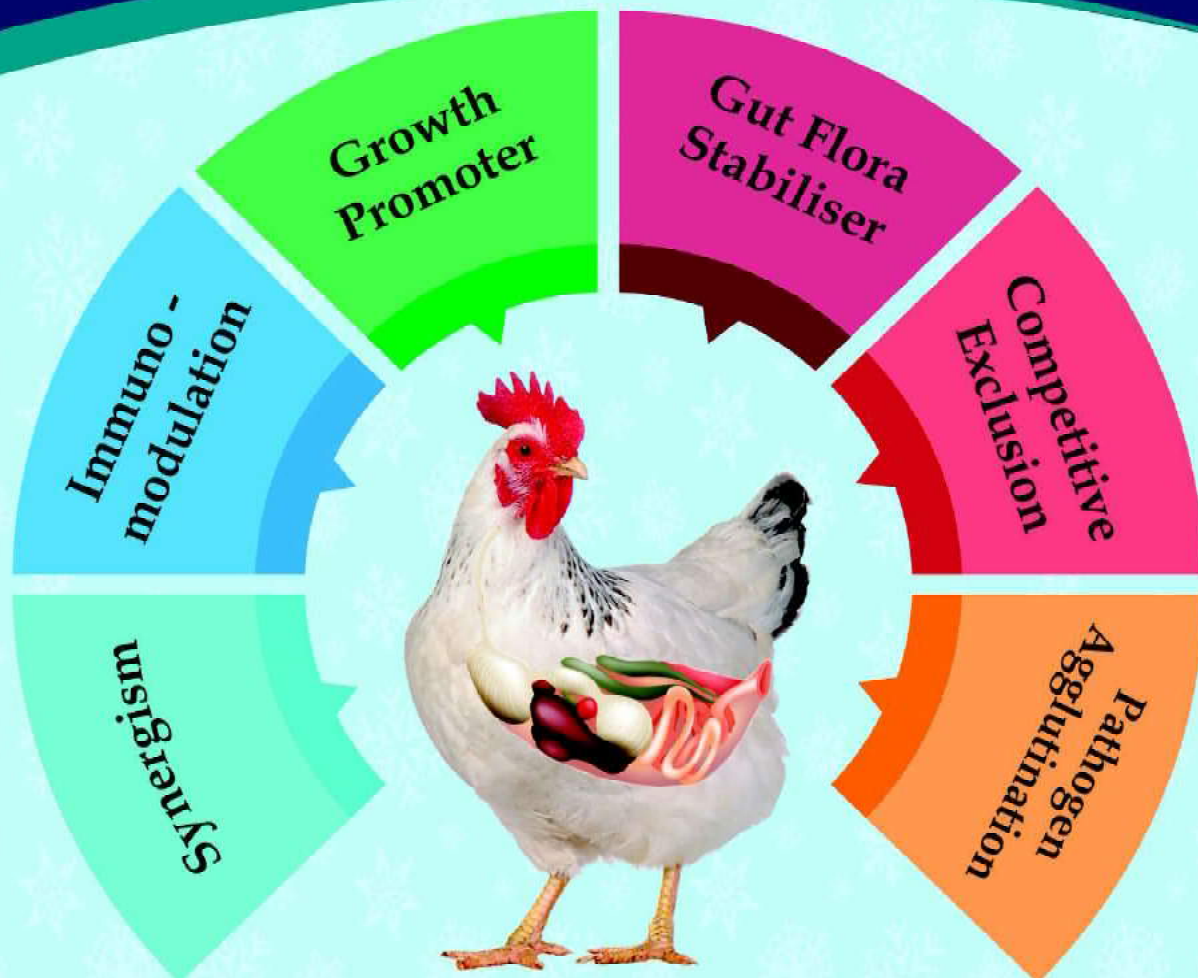 Growth
Promoter
Gut Flora
Stabiliser
Immuno -
modulation
Competitive
Exclusion
Synergism
Pathogen
Agglutination